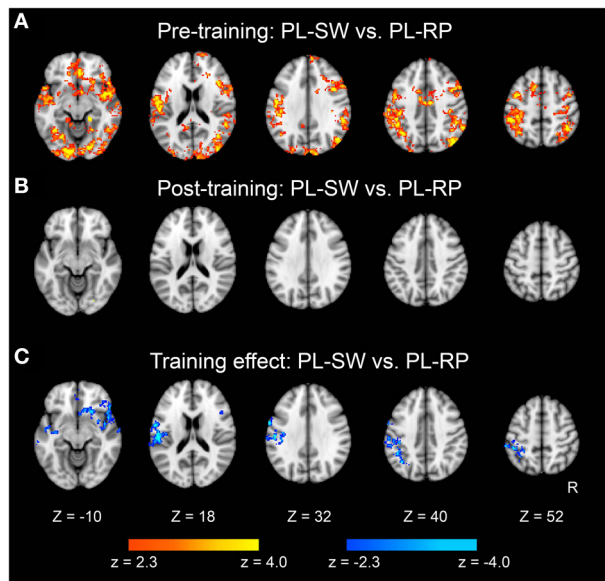 A
Pre-training: PL-SW vs. PL-RP
B
Post-training: PL-SW vs. PL-RP
C
Training effect: PL-SW vs. PL-RP
R
Z = -10 Z = 18 Z = 32 Z = 40 Z = 52
z = 2.3 z = 4.0 z = -2.3 z = -4.0